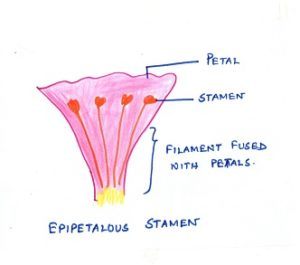 PETAL
STAMEN
FILAMENT FUSED
WITH PETALS.
EPIPETALOUS STAMEN